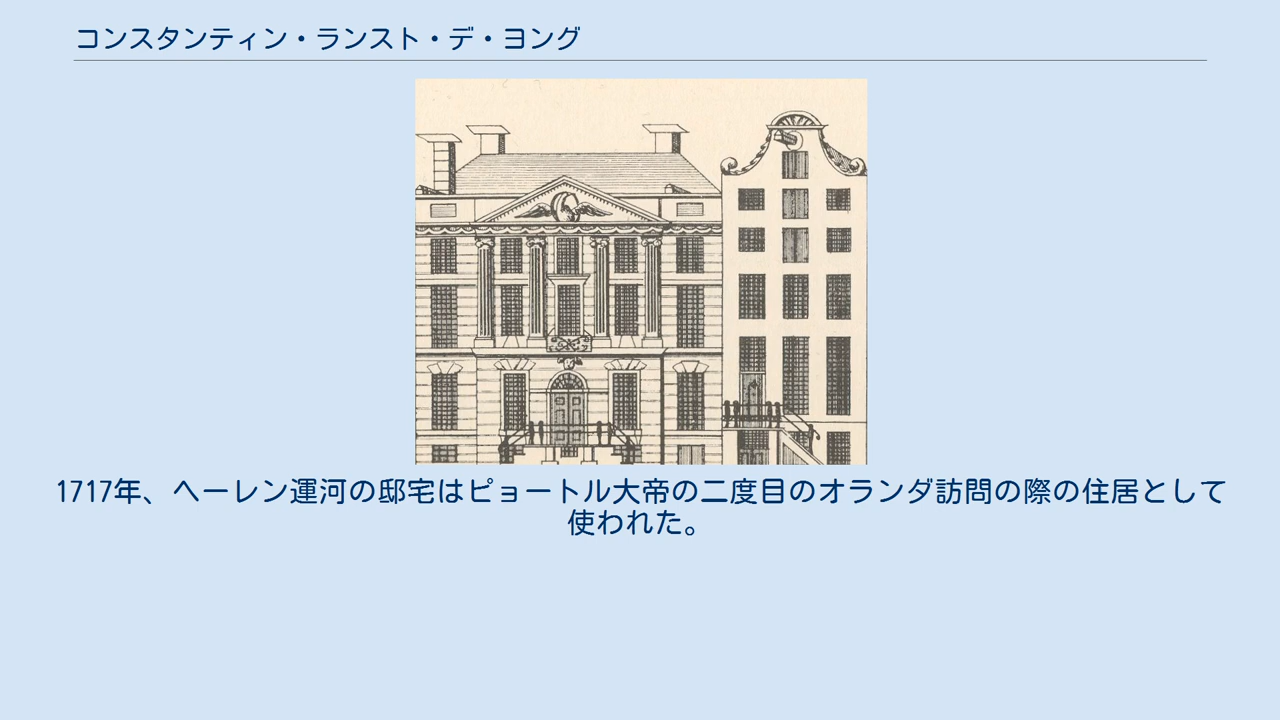 コンスタンティン・ランスト・デ・ヨング
1717年、ヘーレン運河の邸宅はピョートル大帝の二度目のオランダ訪問の際の住居として
使われた。